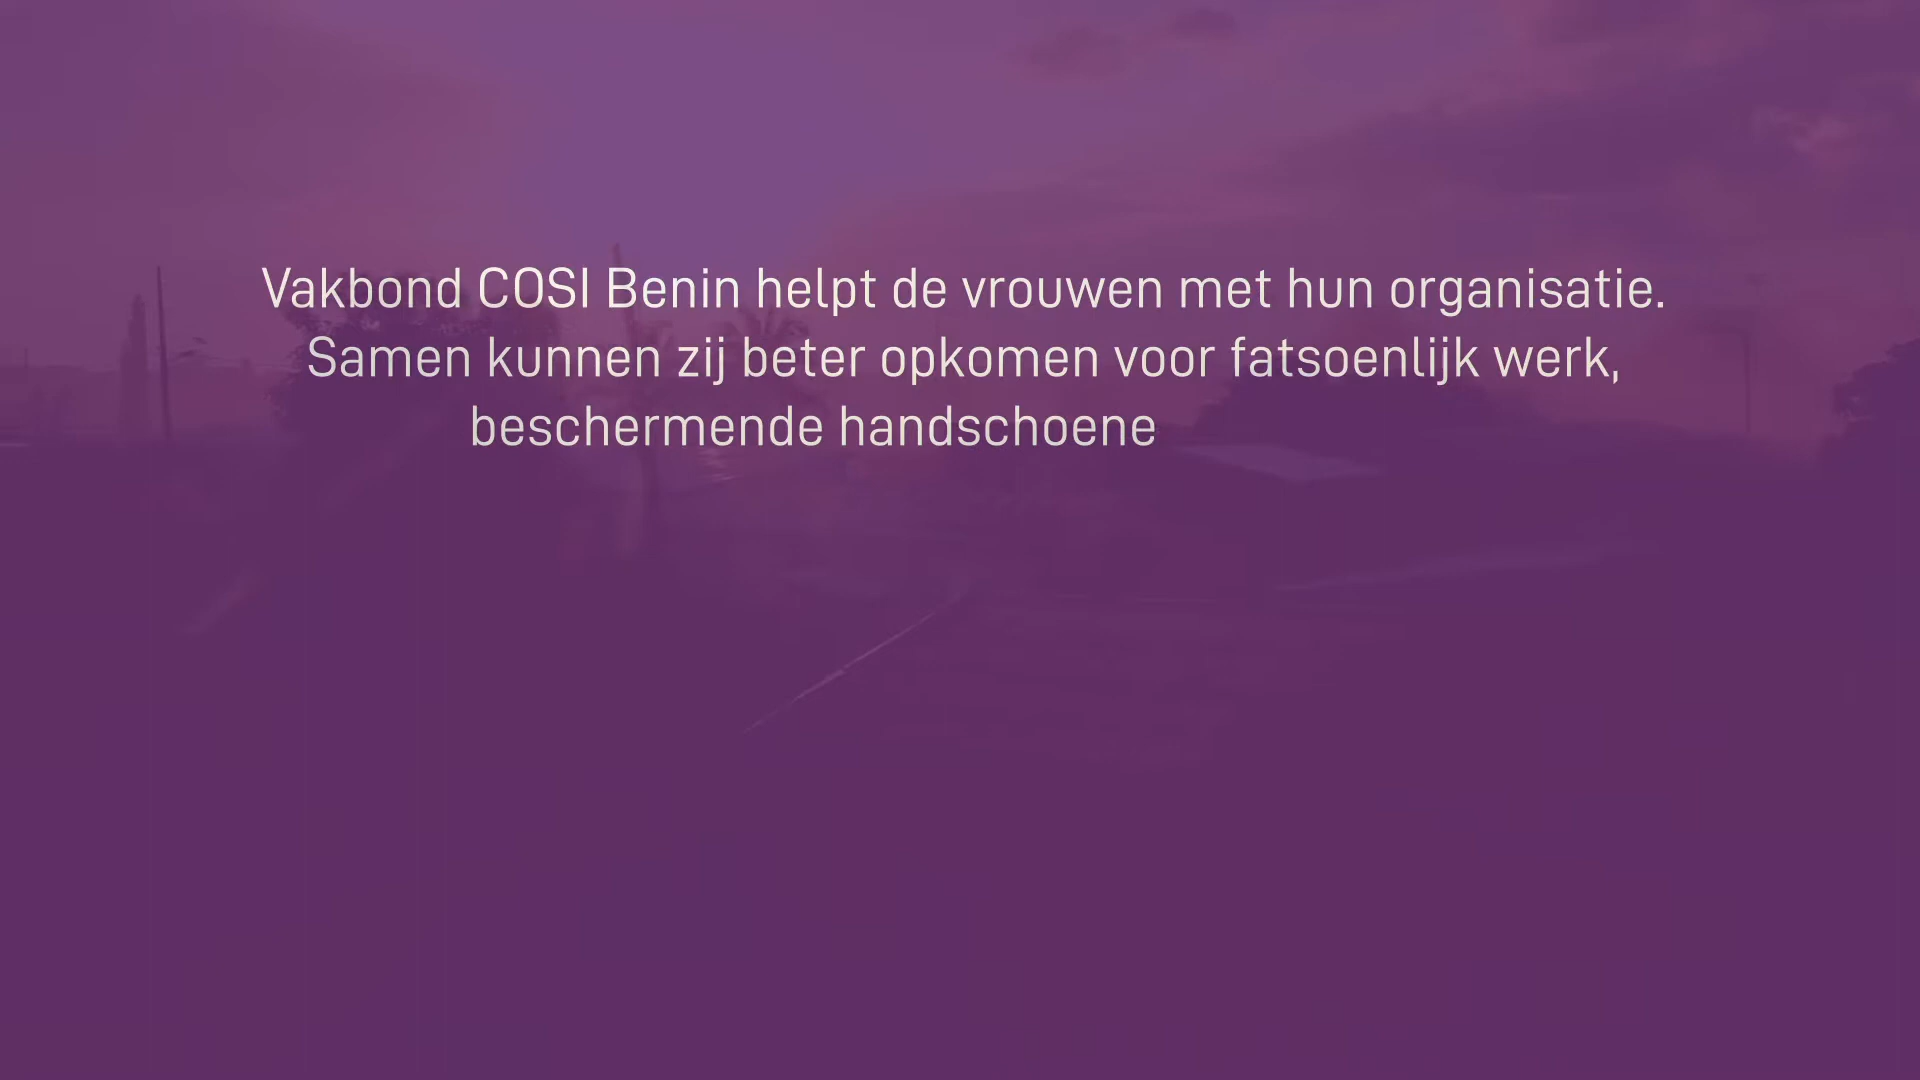 Vakbond COSI Benin helpt de vrouwen met hun organisatie.
Samen kunnen zij beter opkomen voor fatsoenlijk werk,
beschermende handschoene